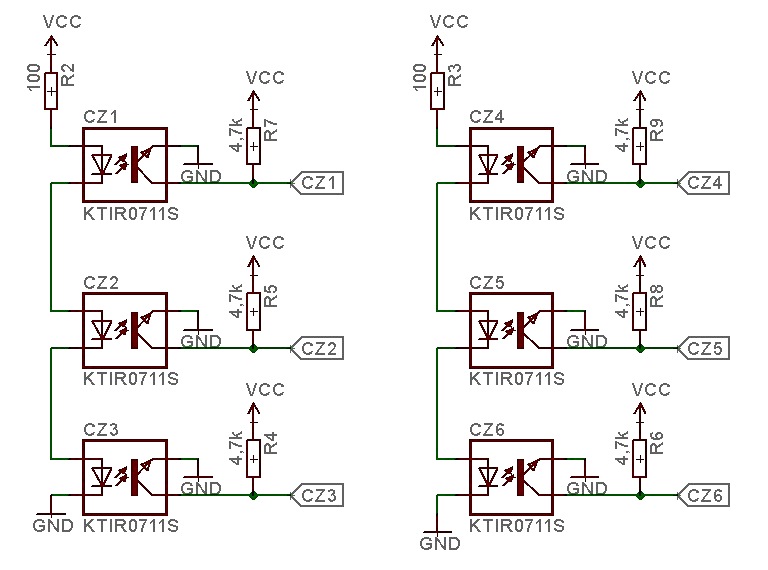 VCC
100
R2
VCC
CZ1
4,7k
R7
GND
CZ1
KTIR0711S
VCC
CZ2
4,7k
R5
GND
CZ2
KTIR0711S
VCC
CZ3
4,7k
R4
GND
CZ3
GND
KTIR0711S
VCC
100
R3
VCC
CZ4
4,7k
R9
GND
CZ4
KTIR0711S
VCC
CZ5
4,7k
R8
GND
CZ5
KTIR0711S
VCC
CZ6
4,7k
R6
GND
CZ6
KTIR0711S
GND